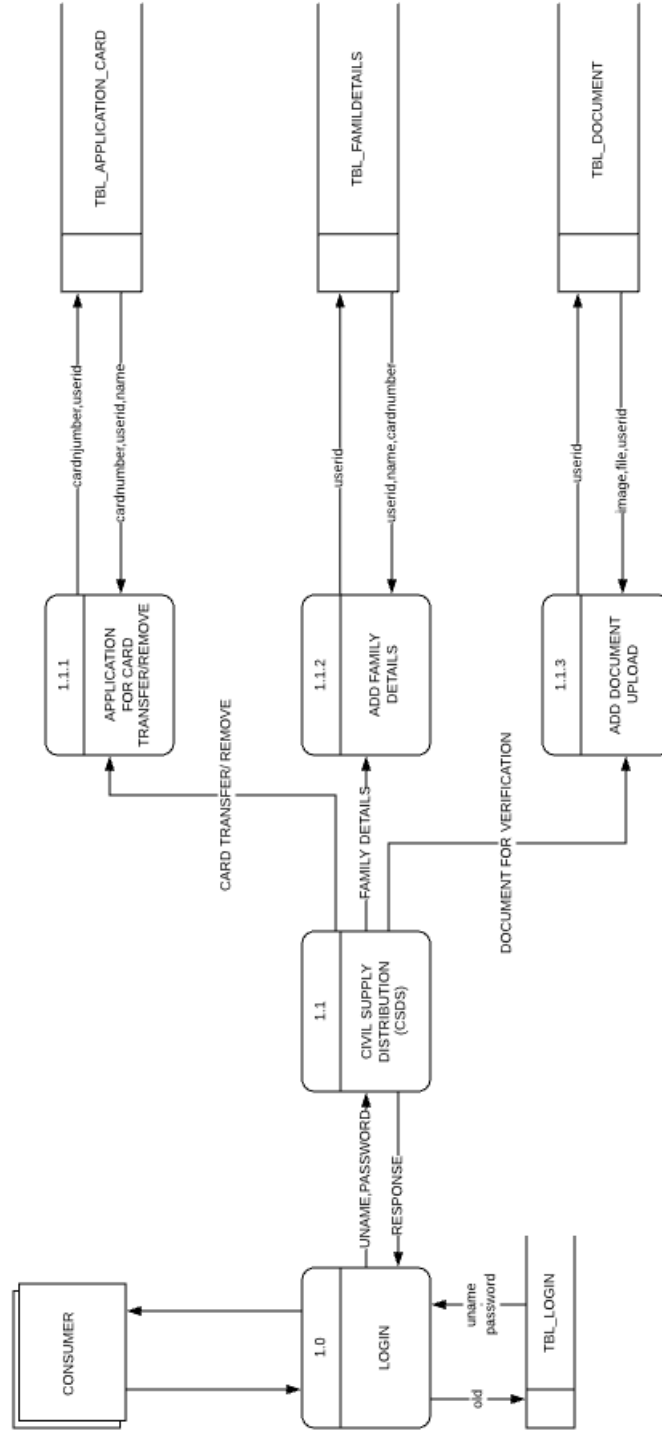 CONSUMER
1.0
LOGIN
uname
password
oid
TBL_LOGIN
UNAME,PASSWORD
RESPONSE
1.1
CIVIL SUPPLY
DISTRIBUTION
(CSDS)
CARD TRANSFER/ REMOVE
FAMILY DETAILS
DOCUMENT FOR VERIFICATION
1.1.1
APPLICATION
FOR CARD
TRANSFER/REMOVE
cardnjumber,userid
cardnumber,userid,name
TBL_APPLICATION_CARD
1.1.2
ADD FAMILY
DETAILS
userid
userid,name,cardnumber
TBL_FAMILDETAILS
1.1.3
ADD DOCUMENT
UPLOAD
userid
image,file,userid
TBL_DOCUMENT